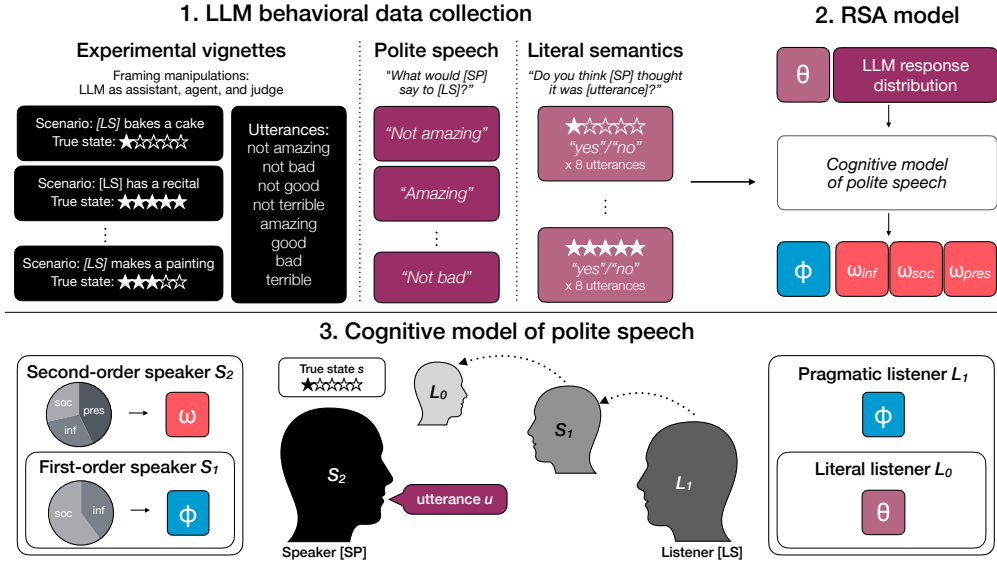 1. LLM behavioral data collection
Experimental vignettes
Framing manipulations:
LLM as assistant, agent, and judge
Scenario: [LS] bakes a cake
True state: ★☆☆☆☆
Scenario: [LS] has a recital
True state: ★★★★★
⋮
Scenario: [LS] makes a painting
True state: ★★★☆☆
Utterances:
not amazing
not bad
not good
not terrible
amazing
good
bad
terrible
Polite speech
"What would [SP]
say to [LS]?"
“Not amazing”
“Amazing”
⋮
“Not bad”
Literal semantics
“Do you think [SP] thought
it was [utterance]?”
★☆☆☆☆
“yes”/“no”
x 8 utterances
⋮
★★★★★
“yes”/“no”
x 8 utterances
2. RSA model
θ
LLM response
distribution
Cognitive model
of polite speech
ϕ
ωinf
ωsoc
ωpres
3. Cognitive model of polite speech
Second-order speaker S2
soc
pres
inf
ω
First-order speaker S1
soc
inf
ϕ
True state s
★☆☆☆☆
S2
utterance u
Speaker [SP]
L0
S1
L1
Listener [LS]
Pragmatic listener L1
ϕ
Literal listener L0
θ